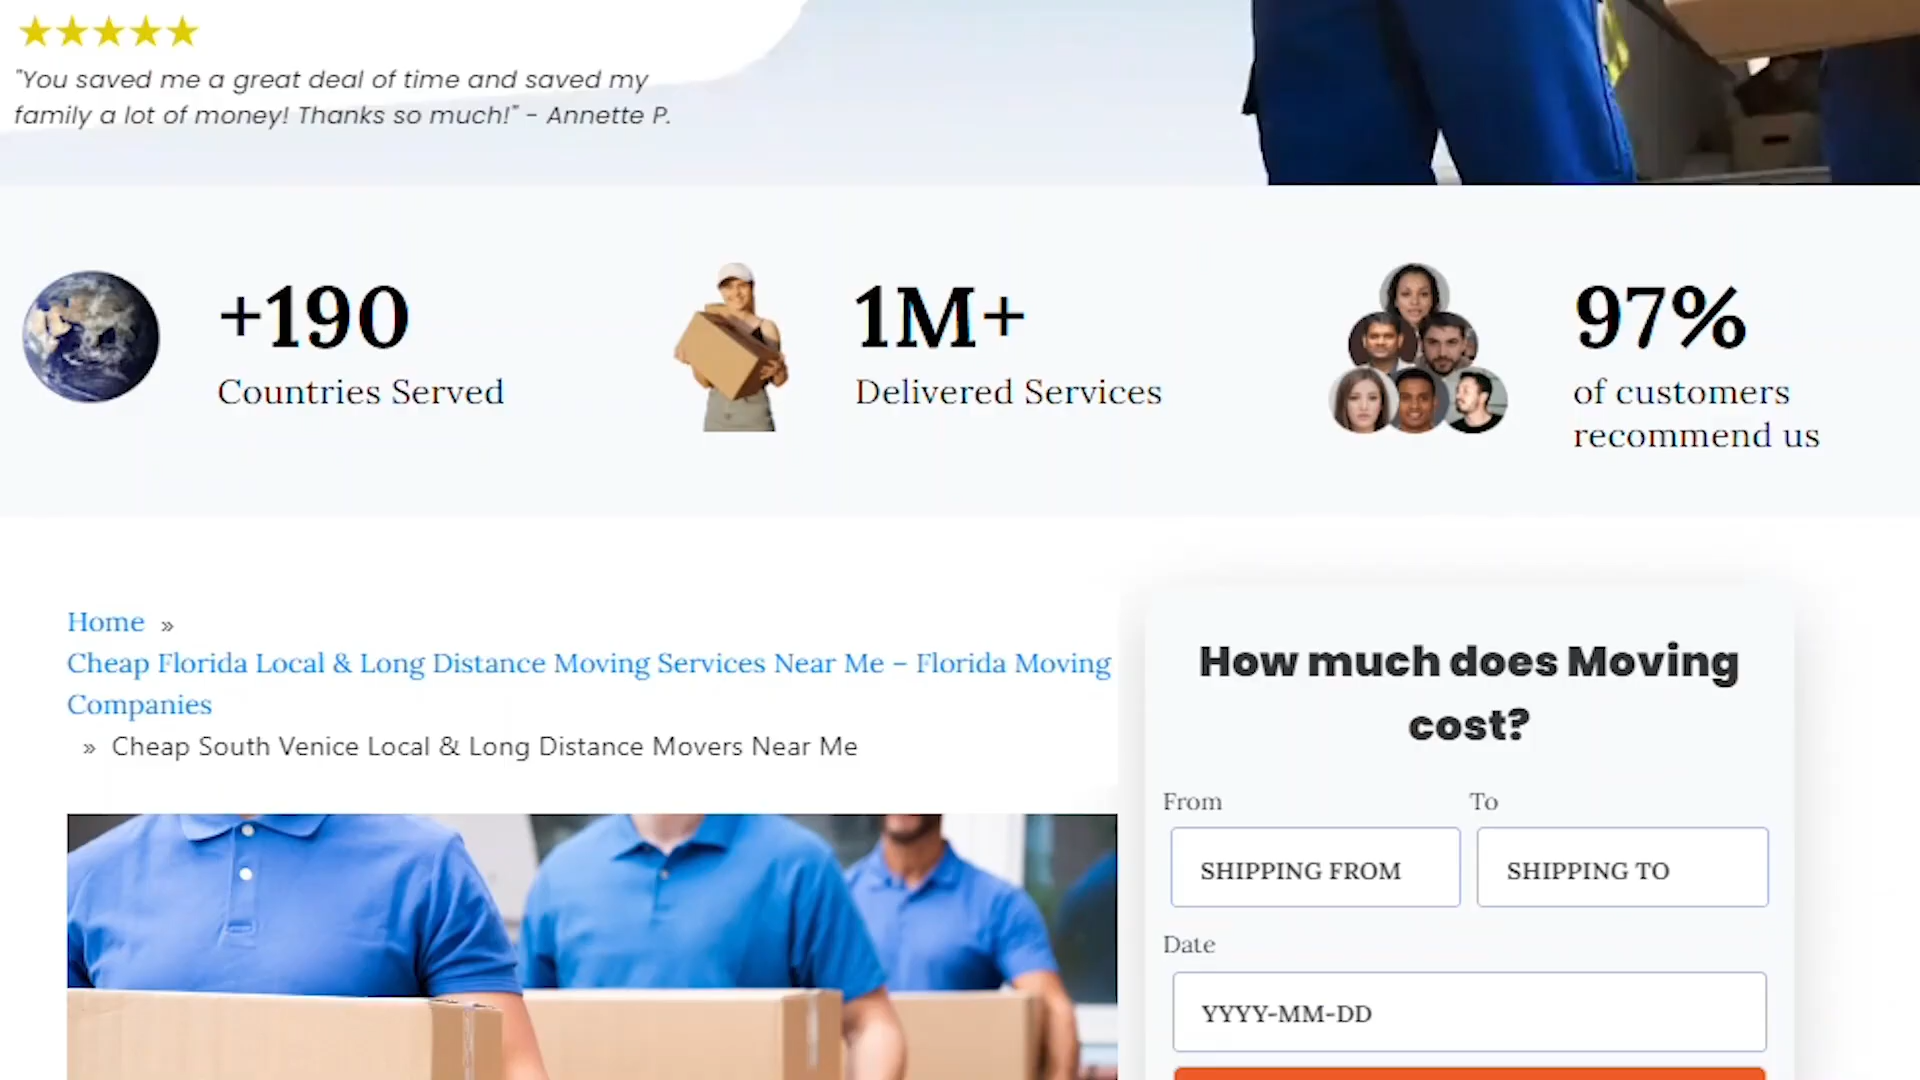 "You saved me a great deal of time and saved my
family a lot of money! Thanks so much!" - Annette P.
+190
Countries Served
1M+
Delivered Services
97%
of customers
recommend us
Home »
Cheap Florida Local & Long Distance Moving Services Near Me – Florida Moving
Companies
» Cheap South Venice Local & Long Distance Movers Near Me
How much does Moving
cost?
From To
SHIPPING FROM SHIPPING TO
Date
YYYY-MM-DD